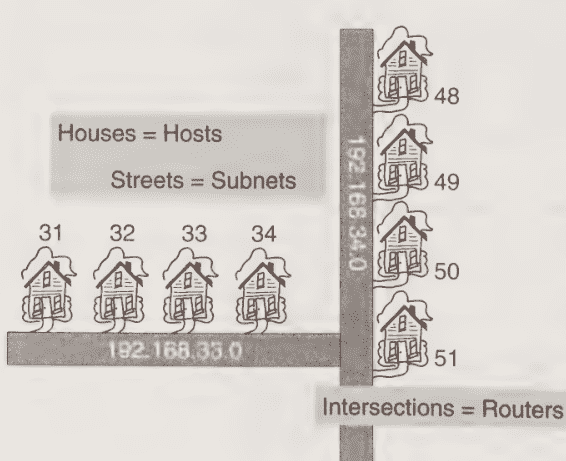 Houses = Hosts
Streets = Subnets
31 32 33 34
192.168.33.0
192.168.34.0
48
49
50
51
Intersections = Routers